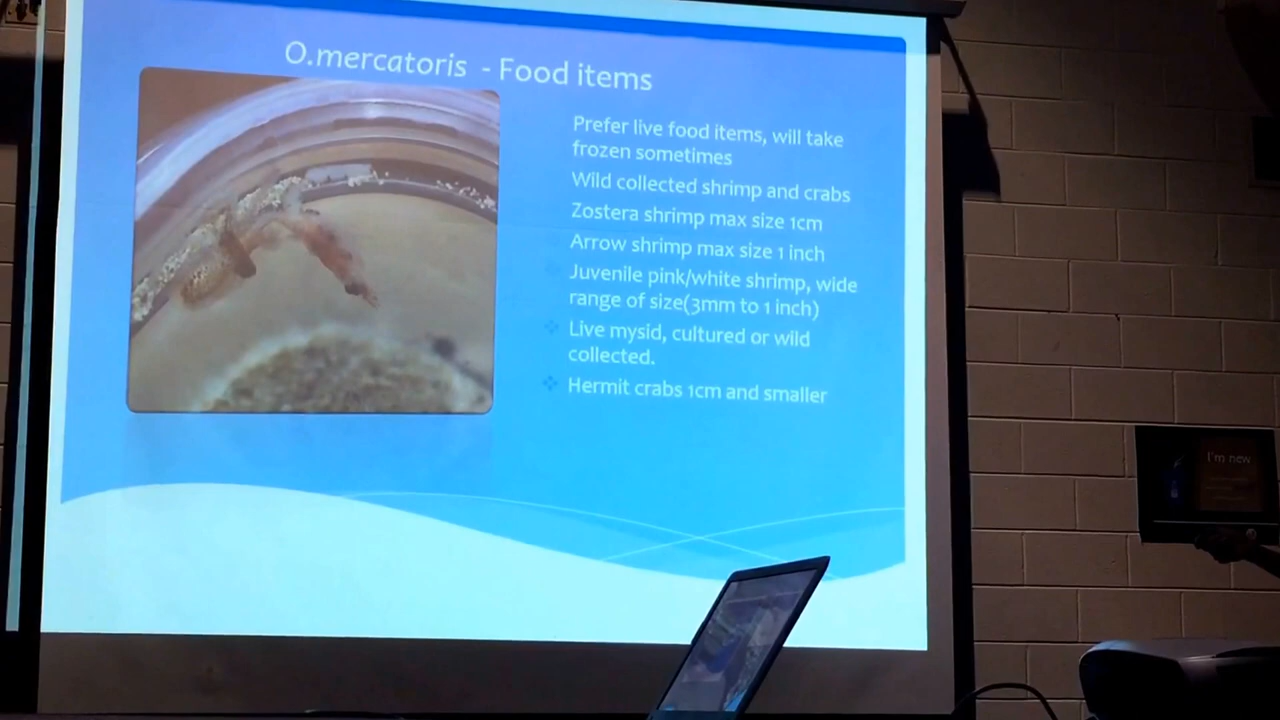 O.mercatoris - Food items
Prefer live food items, will take
frozen sometimes
Wild collected shrimp and crabs
Zostera shrimp max size 1cm
Arrow shrimp max size 1 inch
Juvenile pink/white shrimp, wide
range of size(3mm to 1 inch)
Live mysid, cultured or wild
collected.
Hermit crabs 1cm and smaller
I'm new